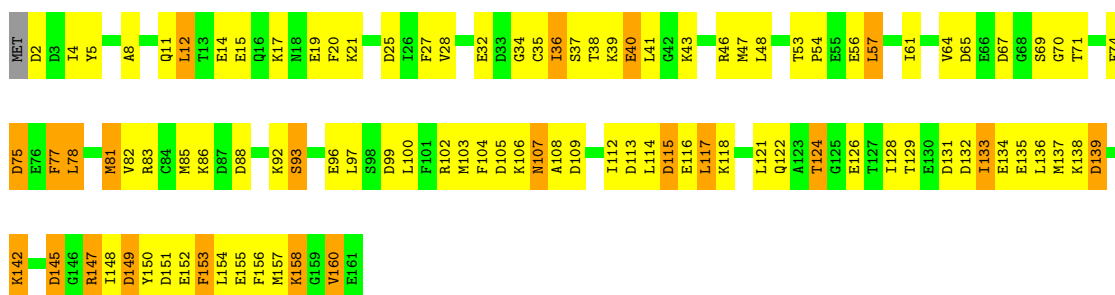 MET D2 D3 I4 Y5 A8 Q11 L12 T13 E14 E15 Q16 K17 N18 E19 F20 K21 D25 I26 F27 V28 E32 D33 G34 C35 I36 S37 T38 K39 E40 L41 G42 K43 R46 M47 L48 T53 P54 E55 E56 L57 I61 V64 D65 E66 D67 G68 S69 G70 T71 E74
D75 E76 F77 L78 M81 V82 R83 C84 M85 K86 D87 D88 K92 S93 E96 L97 S98 D99 L100 F101 R102 M103 F104 D105 K106 N107 A108 D109 I112 D113 L114 D115 E116 L117 K118 L121 Q122 A123 T124 G125 E126 T127 I128 T129 E130 D131 D132 I133 E134 E135 L136 M137 K138 D139
K142 D145 G146 R147 I148 D149 Y150 D151 E152 F153 L154 E155 F156 M157 K158 G159 V160 E161